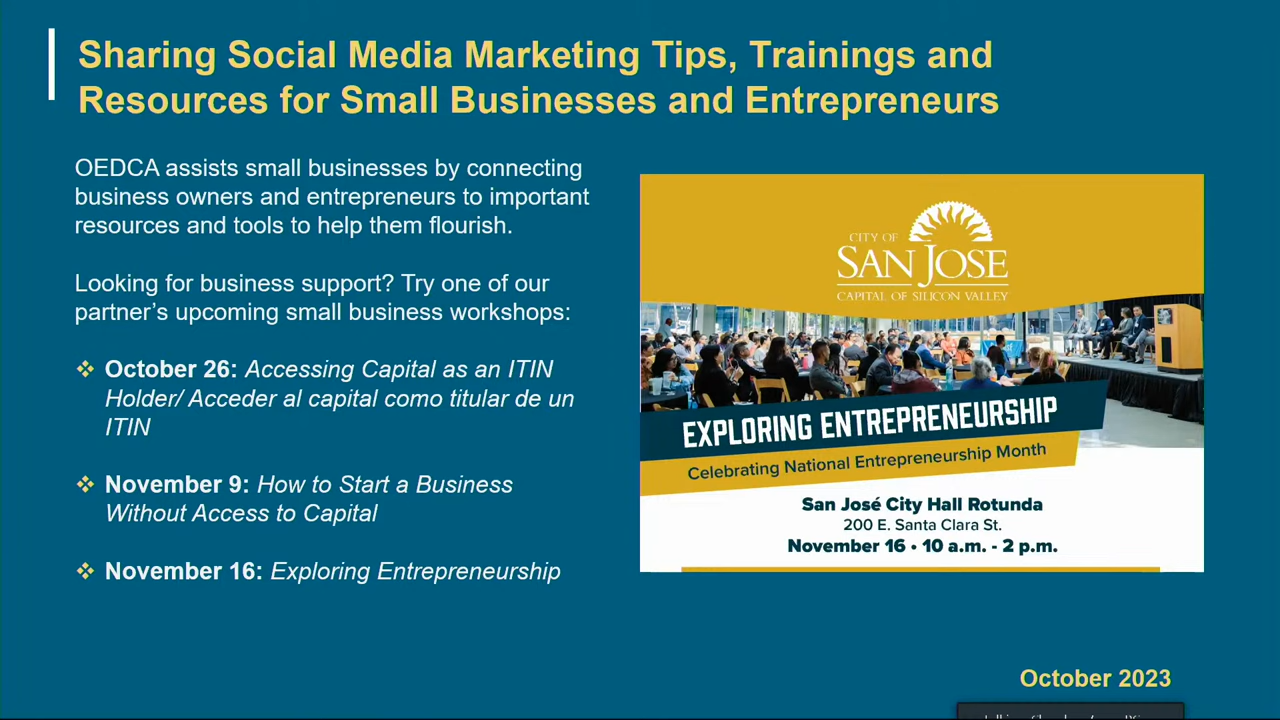 Sharing Social Media Marketing Tips, Trainings and
Resources for Small Businesses and Entrepreneurs
OEDCA assists small businesses by connecting
business owners and entrepreneurs to important
resources and tools to help them flourish.
Looking for business support? Try one of our
partner’s upcoming small business workshops:
❖ October 26: Accessing Capital as an ITIN
Holder/ Acceder al capital como titular de un
ITIN
❖ November 9: How to Start a Business
Without Access to Capital
❖ November 16: Exploring Entrepreneurship
CITY OF
SAN JOSE
CAPITAL OF SILICON VALLEY
EXPLORING ENTREPRENEURSHIP
Celebrating National Entrepreneurship Month
San José City Hall Rotunda
200 E. Santa Clara St.
November 16 • 10 a.m. - 2 p.m.
October 2023